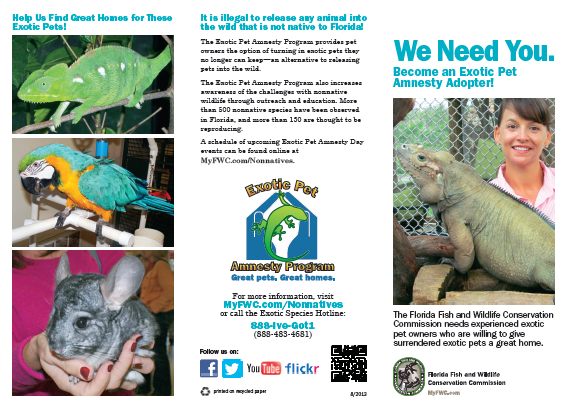 Help Us Find Great Homes for These
Exotic Pets!
It is illegal to release any animal into
the wild that is not native to Florida!
The Exotic Pet Amnesty Program provides pet
owners the option of turning in exotic pets they
no longer can keep—an alternative to releasing
pets into the wild.
The Exotic Pet Amnesty Program also increases
awareness of the challenges with nonnative
wildlife through outreach and education. More
than 500 nonnative species have been observed
in Florida, and more than 150 are thought to be
reproducing.
A schedule of upcoming Exotic Pet Amnesty Day
events can be found online at
MyFWC.com/Nonnatives.
Exotic Pet
Amnesty Program
Great pets. Great homes.
For more information, visit
MyFWC.com/Nonnatives
or call the Exotic Species Hotline:
888-Ive-Got1
(888-483-4681)
Follow us on:
f
You Tube
flickr
printed on recycled paper
8/2013
We Need You.
Become an Exotic Pet
Amnesty Adopter!
The Florida Fish and Wildlife Conservation
Commission needs experienced exotic
pet owners who are willing to give
surrendered exotic pets a great home.
Florida Fish and Wildlife
Conservation Commission
MyFWC.com